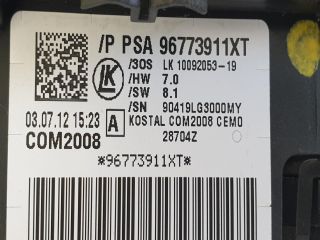 /P PSA 96773911XT
/3OS LK 10092053-19
/HW 7.0
/SW 8.1
/SN 90419LG3000MY
LK
03.07.12 15:23 A KOSTAL COM2008 CEMO
COM2008 28704Z
*96773911XT*